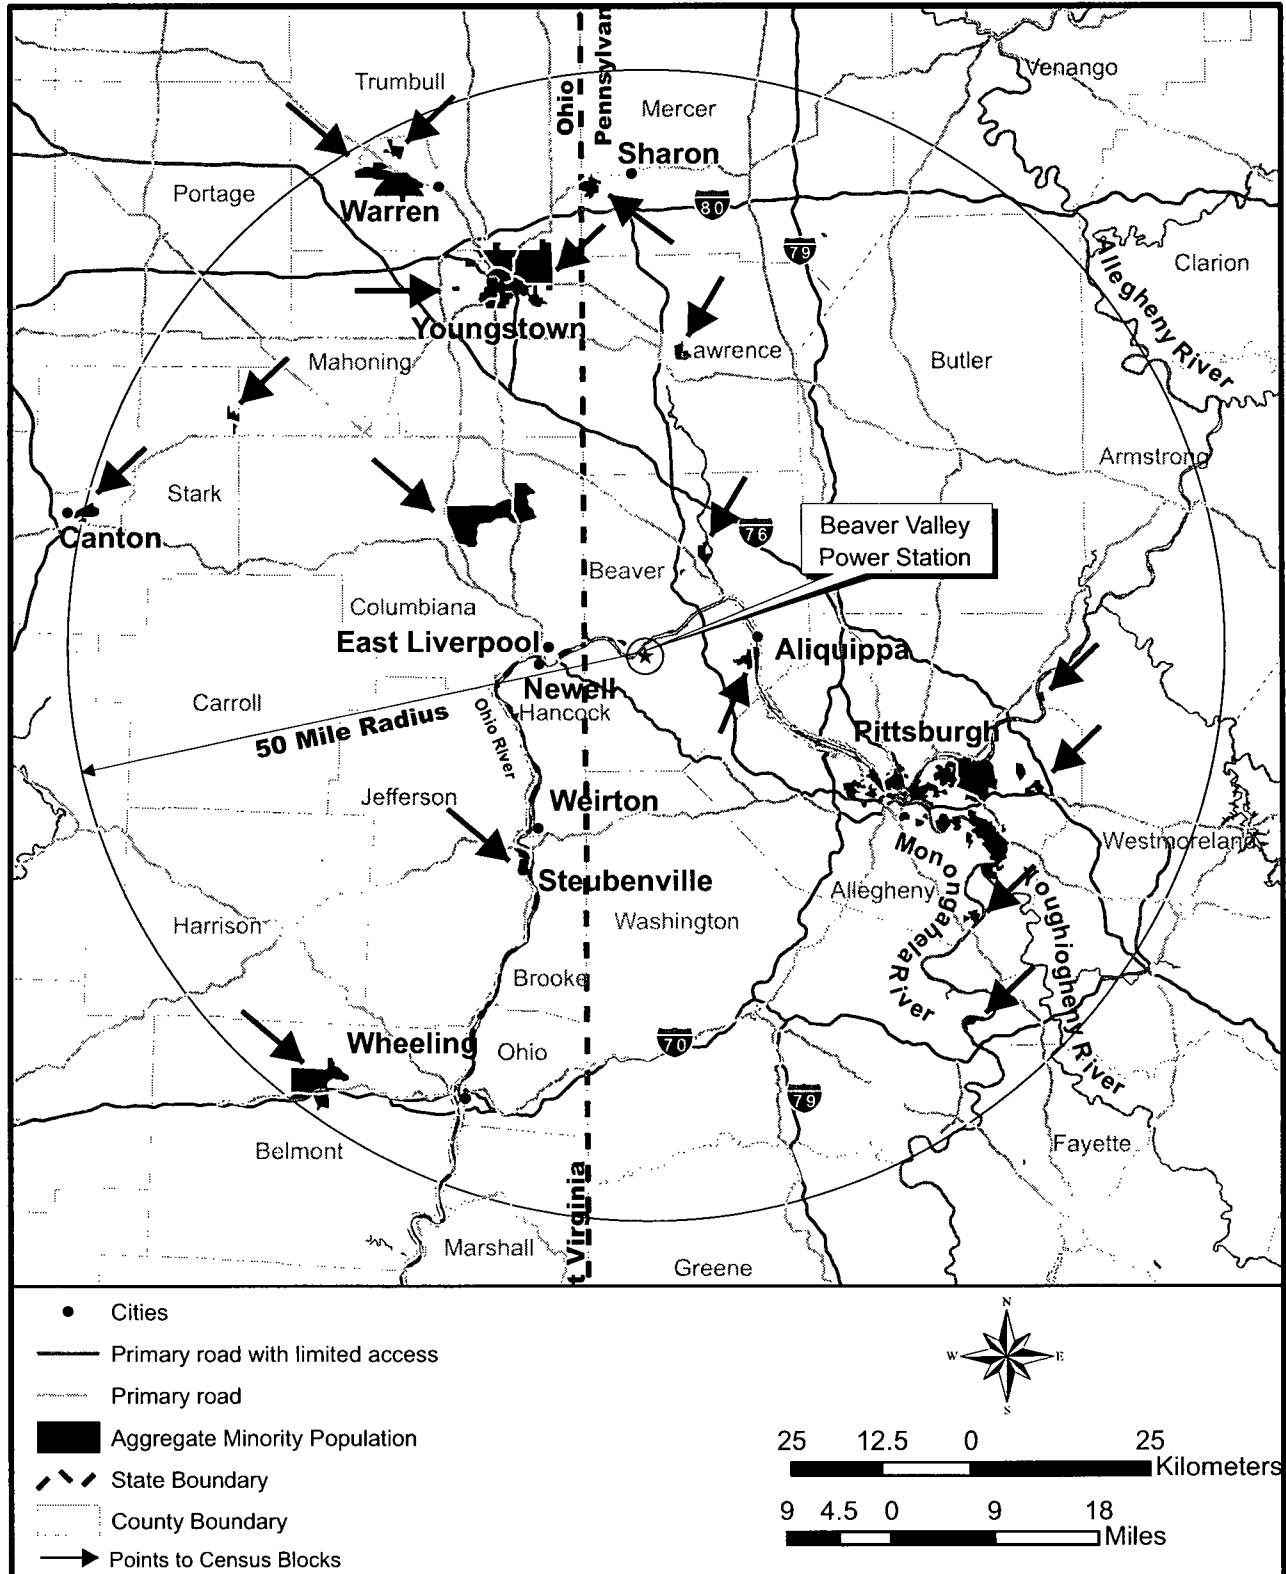 Ohio
Pennsylvan
Venango
Trumbull
Mercer
Sharon
Portage
Warren
80
79
Allegheny River
Clarion
Youngstown
Mahoning
awrence
Butler
Armstrong
Stark
Canton
76
Beaver Valley
Power Station
Beaver
Columbiana
East Liverpool
Aliquippa
Newell
Hancock
Carroll
50 Mile Radius
Ohio River
Pittsburgh
Jefferson
Weirton
Westmoreland
Monongahela River
Steubenville
Allegheny
Youghiogheny River
Harrison
Washington
Brooke
Wheeling
Ohio
70
79
Belmont
Fayette
t Virginia
Marshall
Greene
Cities
Primary road with limited access
Primary road
Aggregate Minority Population
State Boundary
County Boundary
Points to Census Blocks
N
W E
S
25 12.5 0 25
Kilometers
9 4.5 0 9 18
Miles